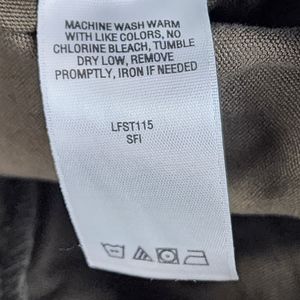 MACHINE WASH WARM
WITH LIKE COLORS, NO
CHLORINE BLEACH, TUMBLE
DRY LOW, REMOVE
PROMPTLY, IRON IF NEEDED
LFST115
SFI